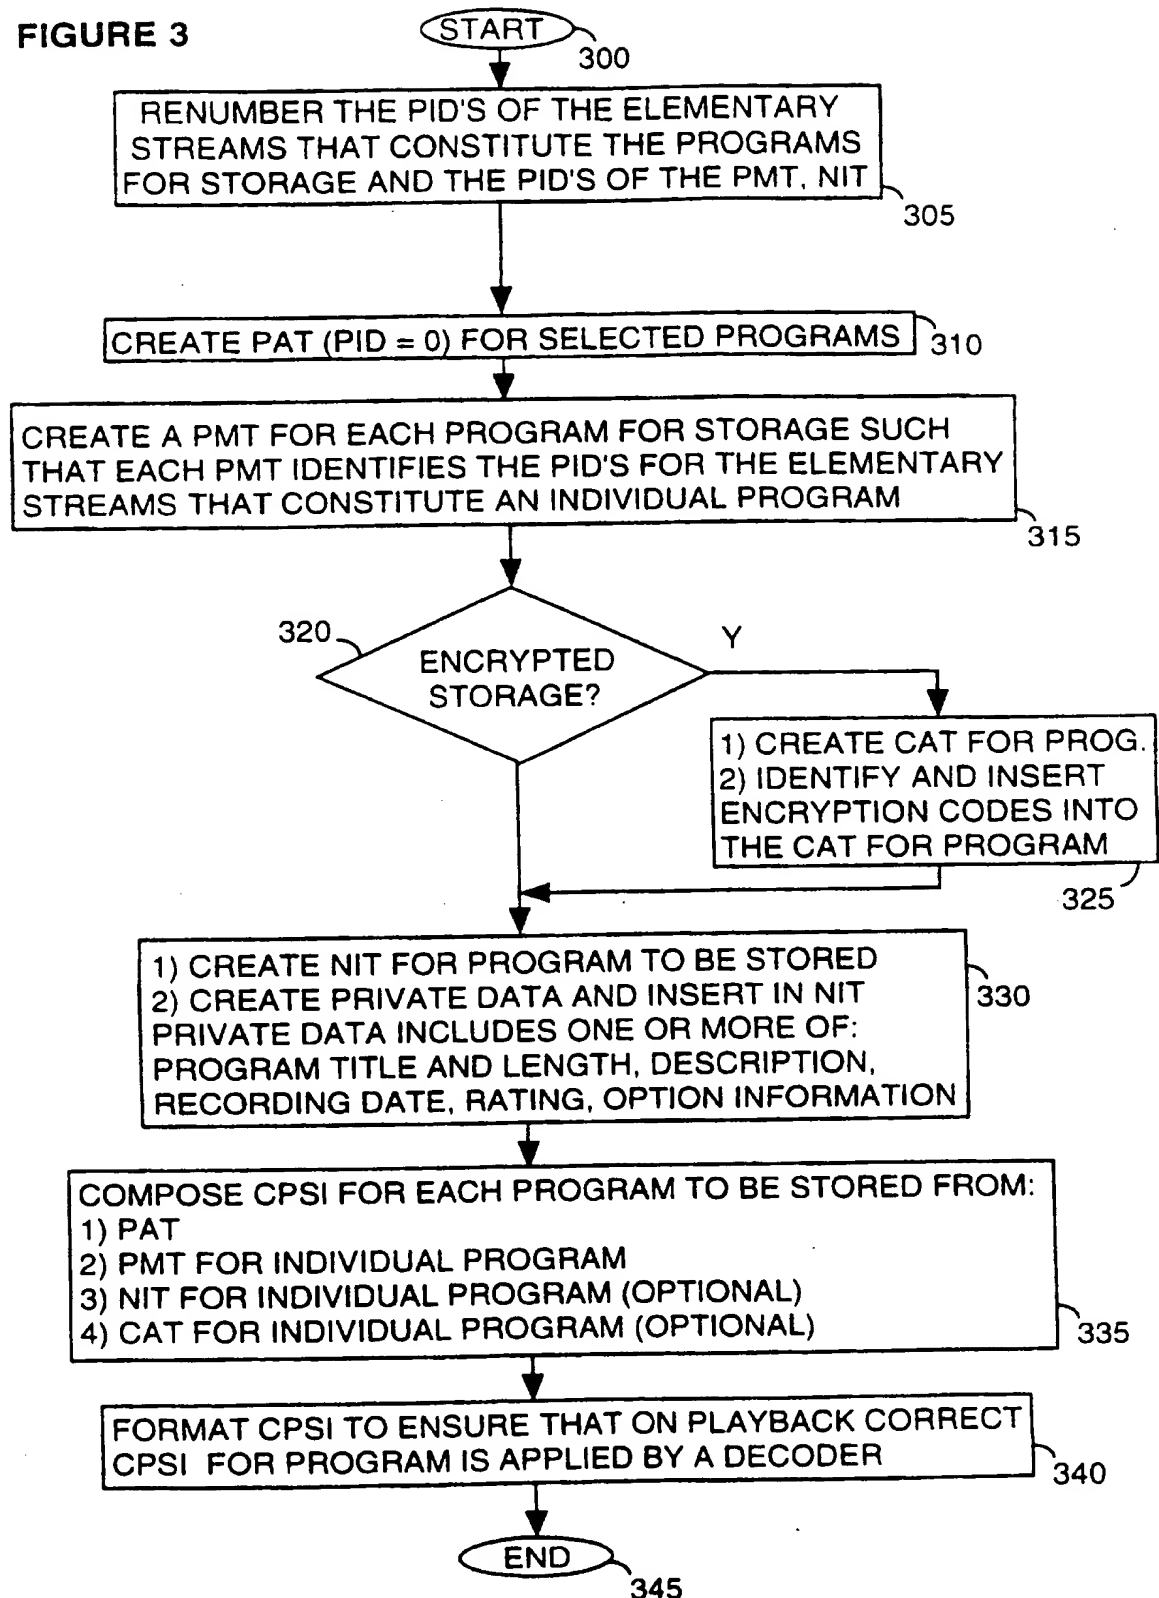 FIGURE 3
START
300
RENUMBER THE PID'S OF THE ELEMENTARY
STREAMS THAT CONSTITUTE THE PROGRAMS
FOR STORAGE AND THE PID'S OF THE PMT, NIT
305
CREATE PAT (PID = 0) FOR SELECTED PROGRAMS
310
CREATE A PMT FOR EACH PROGRAM FOR STORAGE SUCH
THAT EACH PMT IDENTIFIES THE PID'S FOR THE ELEMENTARY
STREAMS THAT CONSTITUTE AN INDIVIDUAL PROGRAM
315
320
ENCRYPTED
STORAGE?
Y
1) CREATE CAT FOR PROG.
2) IDENTIFY AND INSERT
ENCRYPTION CODES INTO
THE CAT FOR PROGRAM
325
1) CREATE NIT FOR PROGRAM TO BE STORED
2) CREATE PRIVATE DATA AND INSERT IN NIT
PRIVATE DATA INCLUDES ONE OR MORE OF:
PROGRAM TITLE AND LENGTH, DESCRIPTION,
RECORDING DATE, RATING, OPTION INFORMATION
330
COMPOSE CPSI FOR EACH PROGRAM TO BE STORED FROM:
1) PAT
2) PMT FOR INDIVIDUAL PROGRAM
3) NIT FOR INDIVIDUAL PROGRAM (OPTIONAL)
4) CAT FOR INDIVIDUAL PROGRAM (OPTIONAL)
335
FORMAT CPSI TO ENSURE THAT ON PLAYBACK CORRECT
CPSI FOR PROGRAM IS APPLIED BY A DECODER
340
END
345